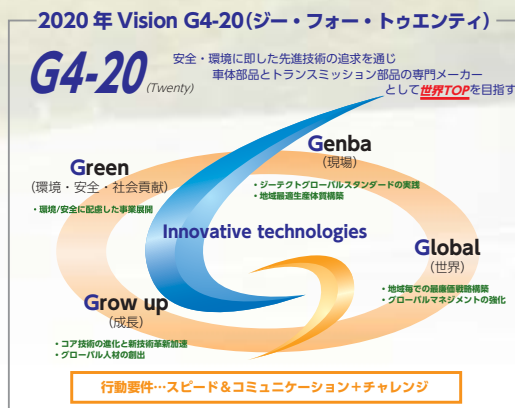 2020年 Vision G4-20(ジー・フォー・トゥエンティ)
G4-20 (Twenty)
安全・環境に即した先進技術の追求を通じ
車体部品とトランスミッション部品の専門メーカー
として世界TOPを目指す
Genba
(現場)
・ジーテクトグローバルスタンダードの実践
・地域最適生産体質構築
Green
(環境・安全・社会貢献)
・環境/安全に配慮した事業展開
Innovative technologies
Global
(世界)
・地域毎での最廉価戦略構築
・グローバルマネジメントの強化
Grow up
(成長)
・コア技術の進化と新技術革新加速
・グローバル人材の創出
行動要件…スピード&コミュニケーション+チャレンジ